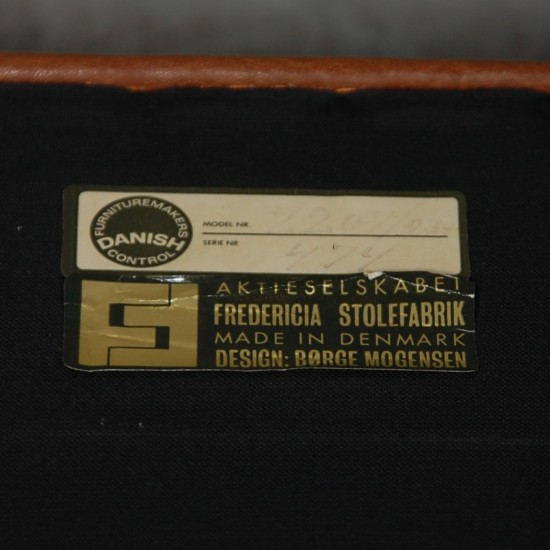 FURNITUREMAKERS
DANISH
CONTROL
MODEL NR.
SERIE NR.
AKTIESELSKABET
FREDERICIA STOLEFABRIK
MADE IN DENMARK
DESIGN: BØRGE MOGENSEN